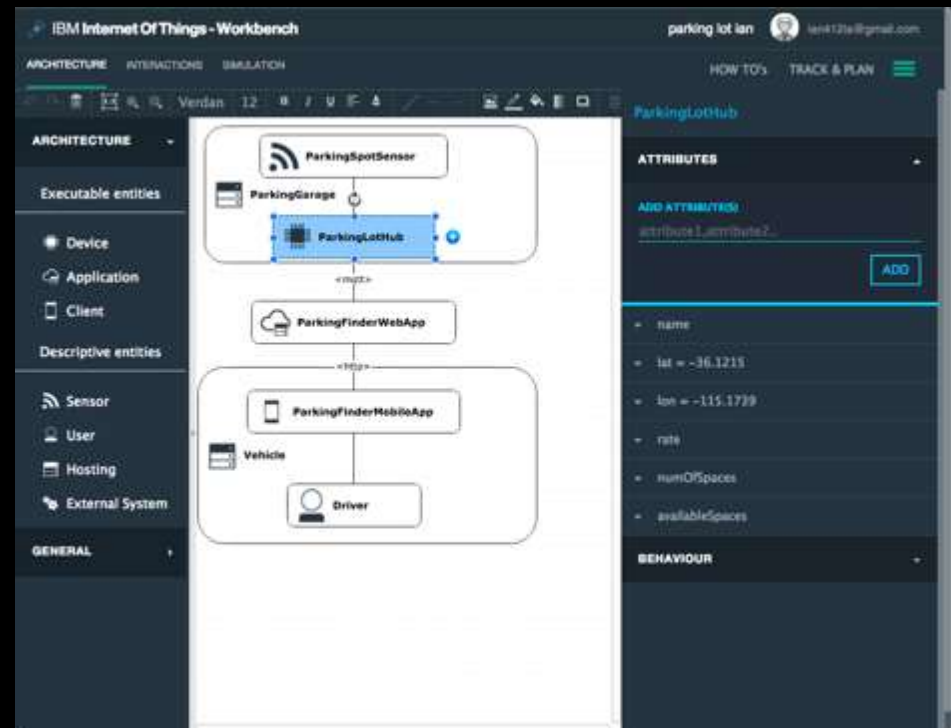 IBM Internet Of Things - Workbench
parking lot ian
ARCHITECTURE INTERACTIONS SIMULATION
HOW TO's TRACK & PLAN
Verdan 12 B I U
ParkingLotHub
ARCHITECTURE
Executable entities
Device
Application
Client
Descriptive entities
Sensor
User
Hosting
External System
GENERAL
ParkingSpotSensor
ParkingGarage
ParkingLotHub
<mqtt>
ParkingFinderWebApp
<http>
ParkingFinderMobileApp
Vehicle
Driver
ATTRIBUTES
ADD ATTRIBUTE(S)
attribute1,attribute2...
ADD
name
lat = -36.1215
lon = -115.1739
rate
numOfSpaces
availableSpaces
BEHAVIOUR